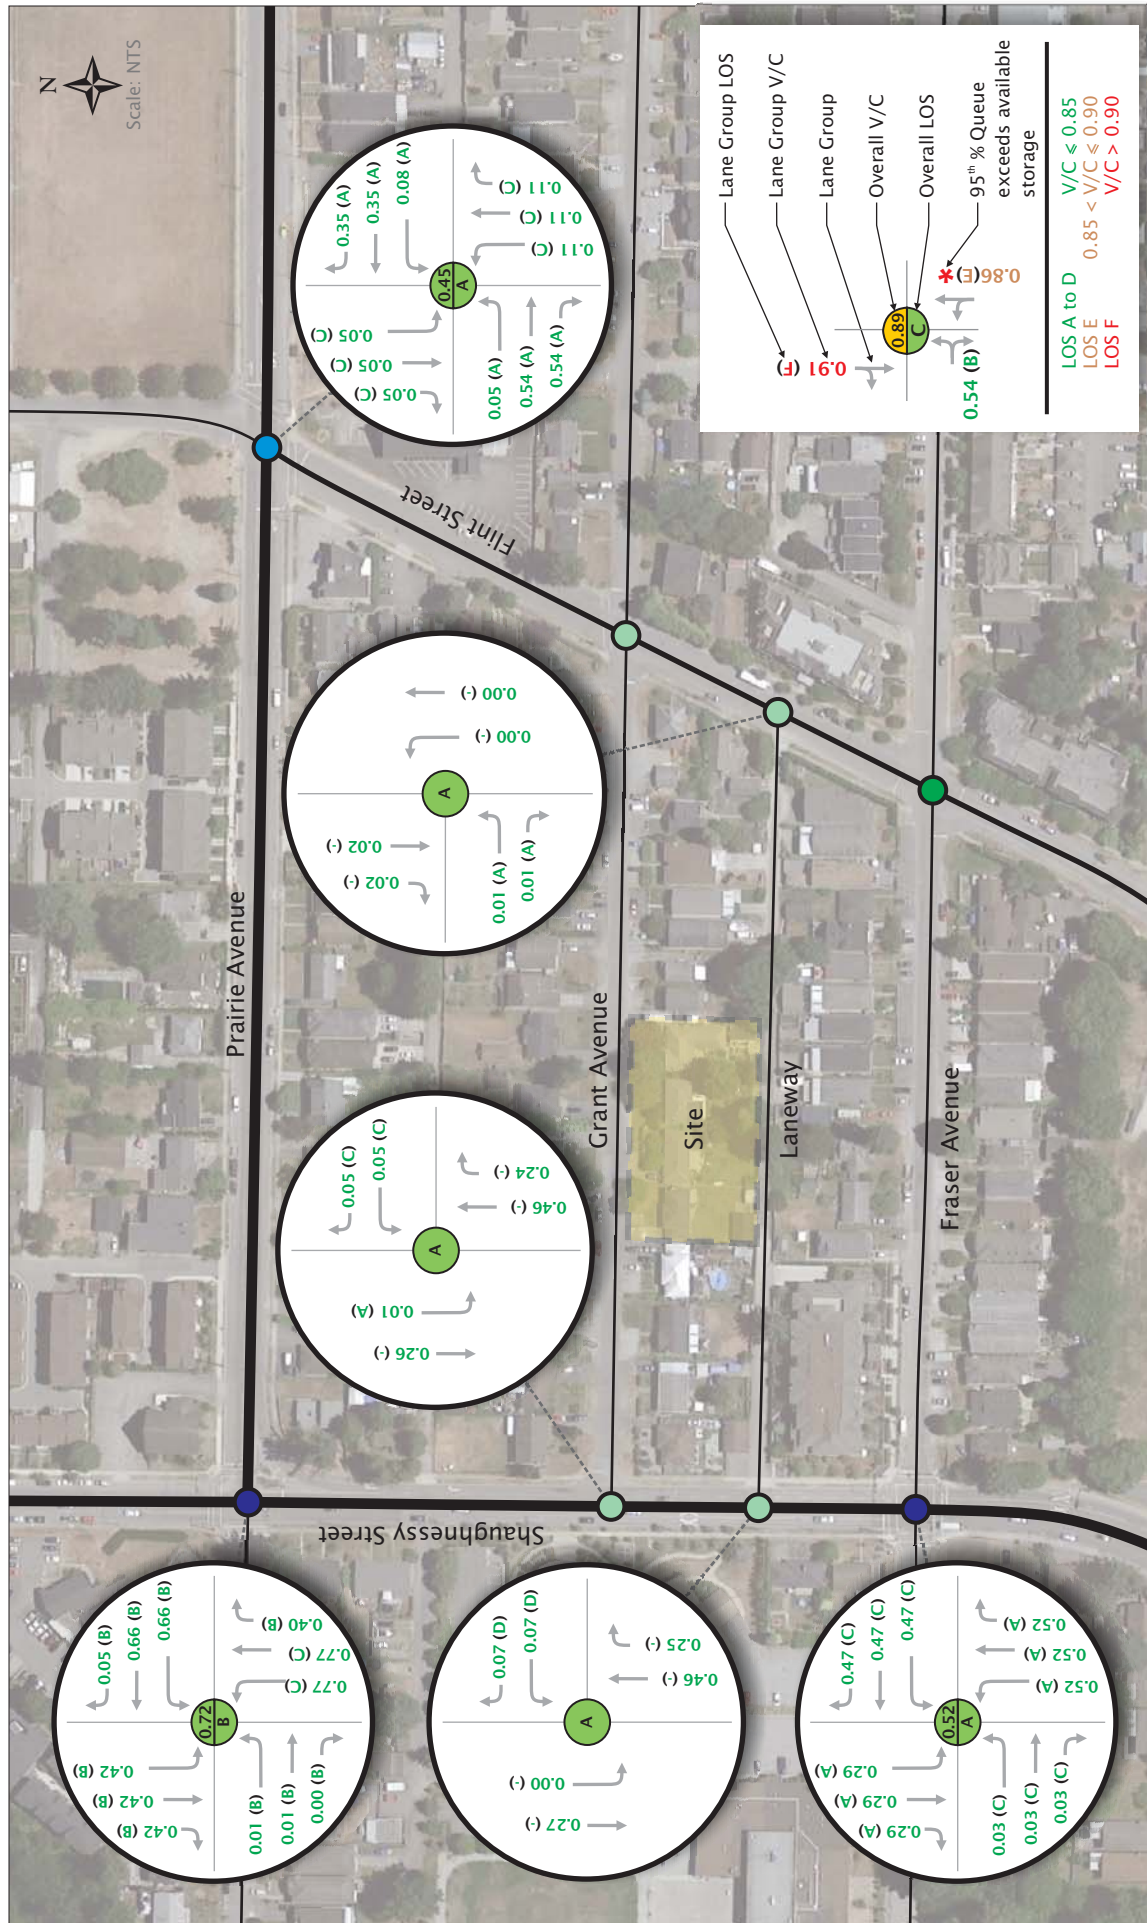 N
Scale: NTS
Prairie Avenue
Grant Avenue
Laneway
Fraser Avenue
Shaughnessy Street
Flint Street
Site
0.05 (B)
0.66 (B)
0.66 (B)
0.42 (B)
0.42 (B)
0.42 (B)
0.72
B
0.01 (B)
0.01 (B)
0.00 (B)
0.77 (C)
0.77 (C)
0.40 (B)
0.07 (D)
0.07 (D)
0.27 (-)
0.00 (-)
A
0.46 (-)
0.25 (-)
0.47 (C)
0.47 (C)
0.47 (C)
0.29 (A)
0.29 (A)
0.29 (A)
0.52
A
0.03 (C)
0.03 (C)
0.03 (C)
0.52 (A)
0.52 (A)
0.52 (A)
0.05 (C)
0.05 (C)
0.26 (-)
0.01 (A)
A
0.46 (-)
0.24 (-)
0.02 (-)
0.02 (-)
A
0.01 (A)
0.01 (A)
0.00 (-)
0.00 (-)
0.35 (A)
0.35 (A)
0.08 (A)
0.05 (C)
0.05 (C)
0.05 (C)
0.45
A
0.05 (A)
0.54 (A)
0.54 (A)
0.11 (C)
0.11 (C)
0.11 (C)
Lane Group LOS
Lane Group V/C
Lane Group
Overall V/C
Overall LOS
95th % Queue
exceeds available
storage
0.91 (F)
0.89
C
0.54 (B)
0.86(E)*
LOS A to D V/C ≤ 0.85
LOS E 0.85 < V/C ≤ 0.90
LOS F V/C > 0.90